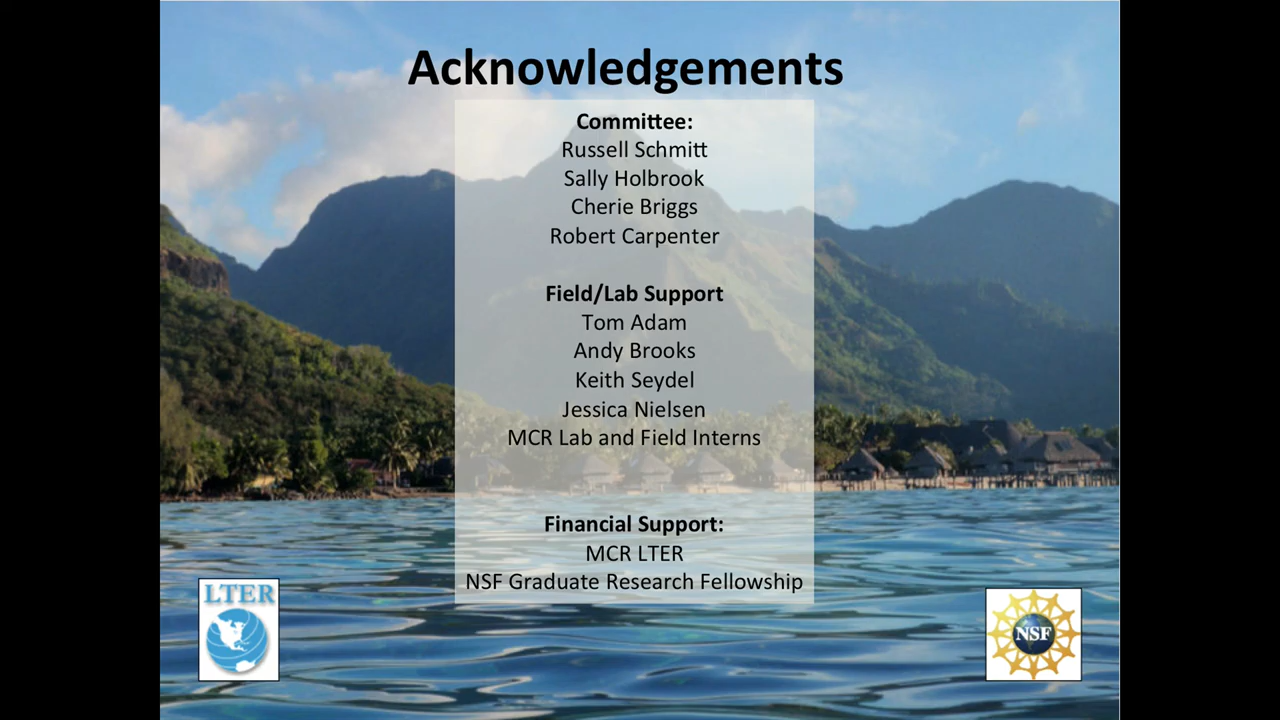 Acknowledgements
Committee:
Russell Schmitt
Sally Holbrook
Cherie Briggs
Robert Carpenter
Field/Lab Support
Tom Adam
Andy Brooks
Keith Seydel
Jessica Nielsen
MCR Lab and Field Interns
Financial Support:
MCR LTER
NSF Graduate Research Fellowship
LTER
NSF